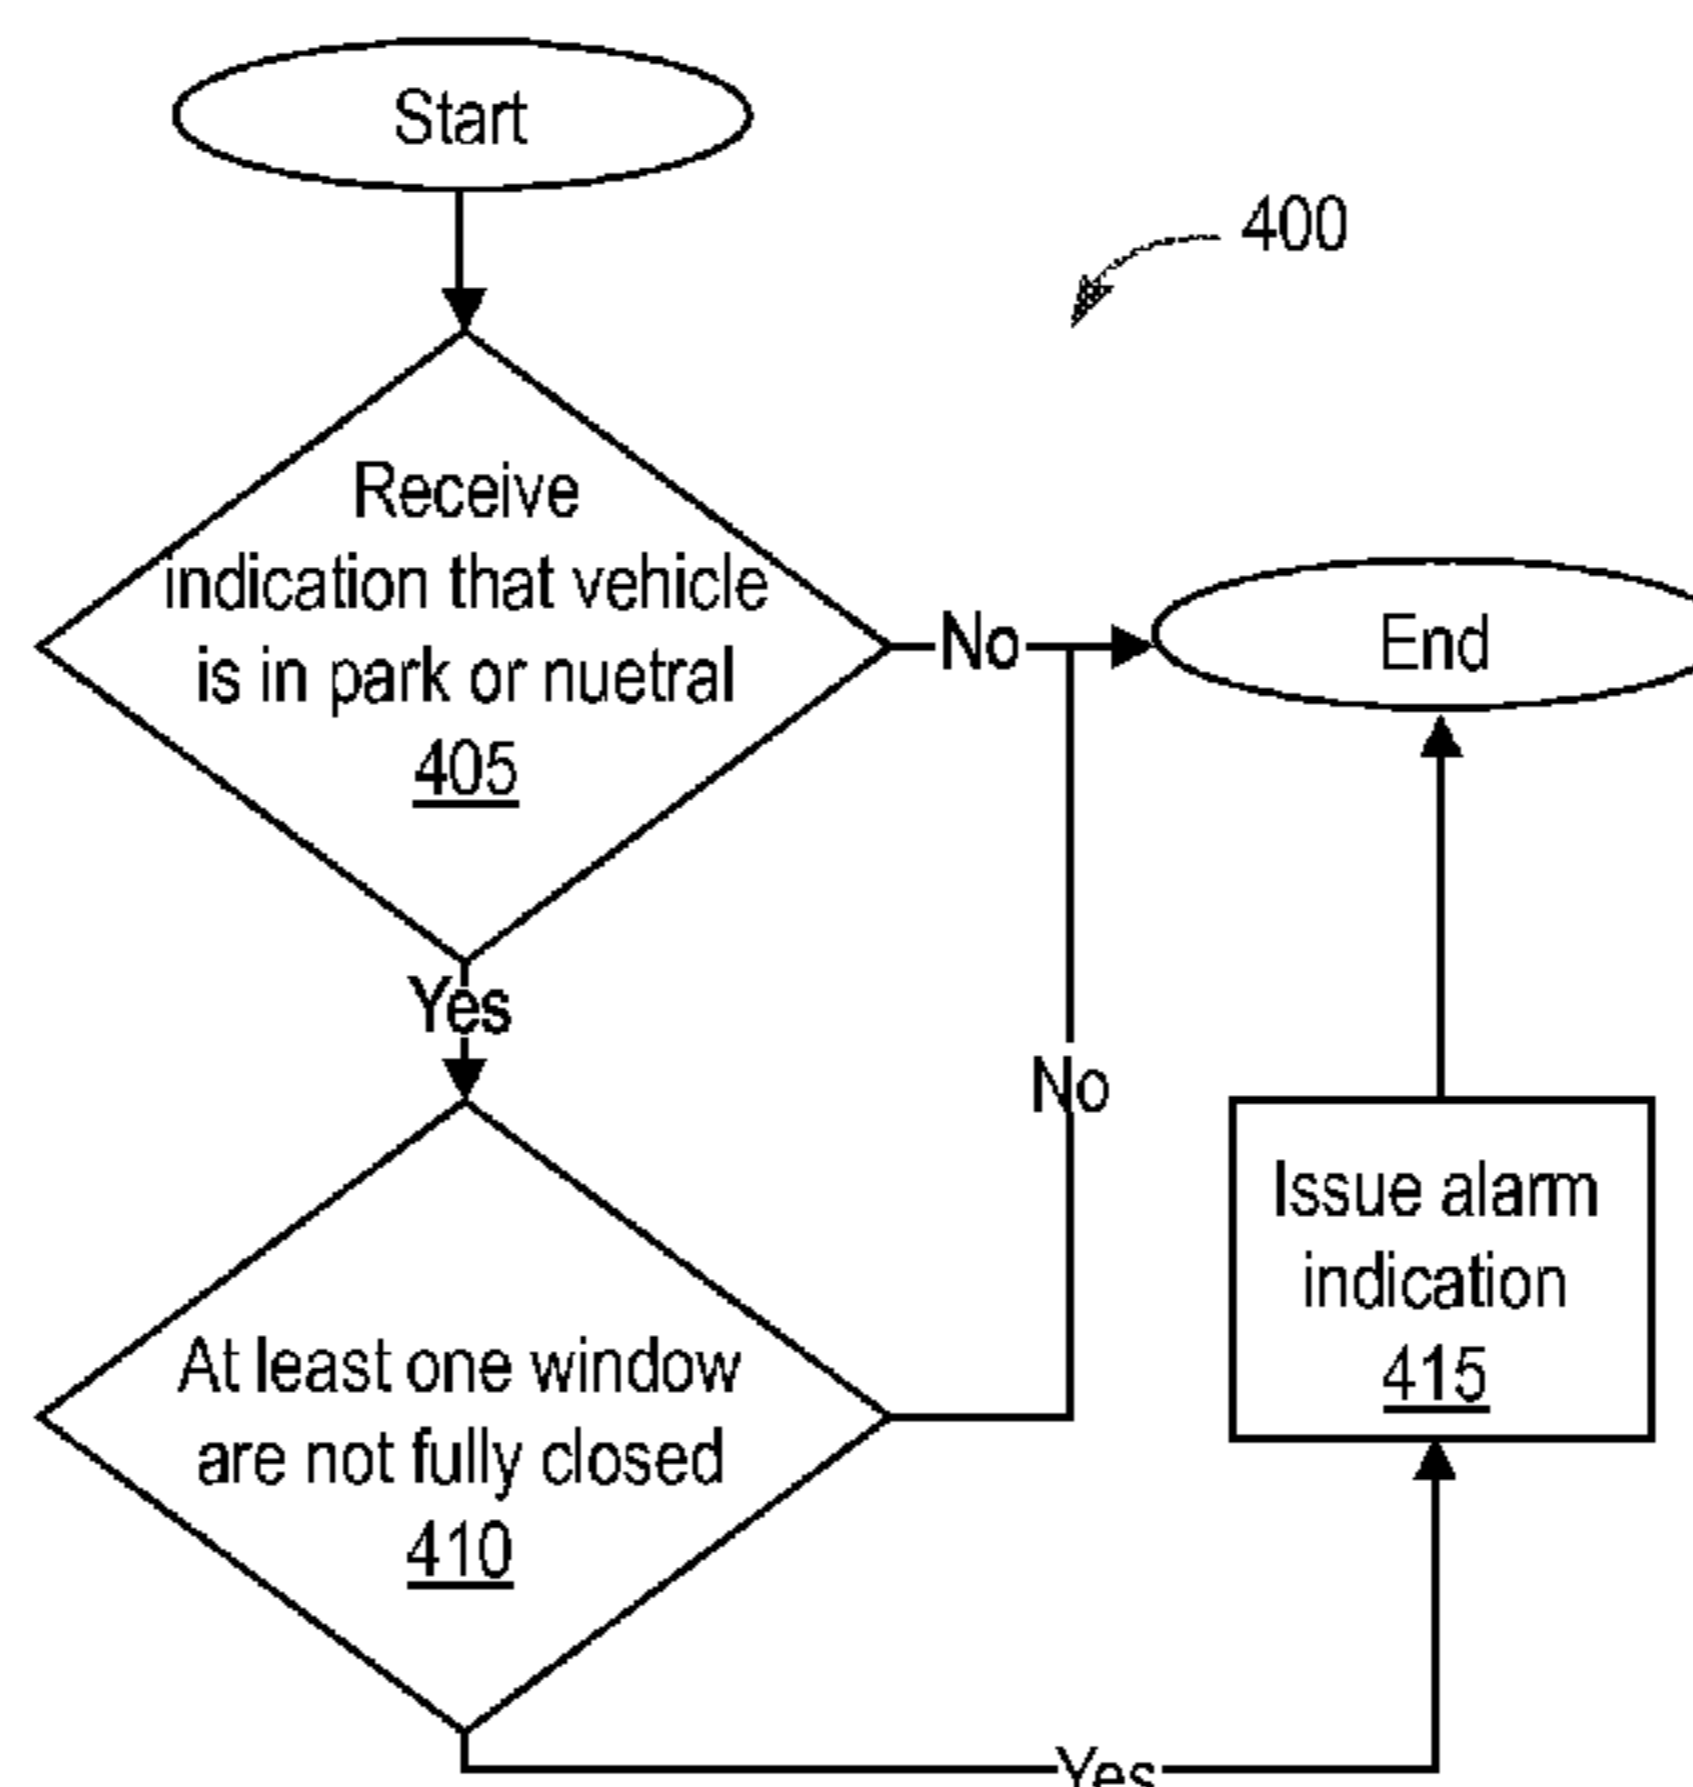 Start
400
Receive
indication that vehicle
is in park or nuetral
405
No
End
Yes
No
Issue alarm
indication
415
At least one window
are not fully closed
410
Yes